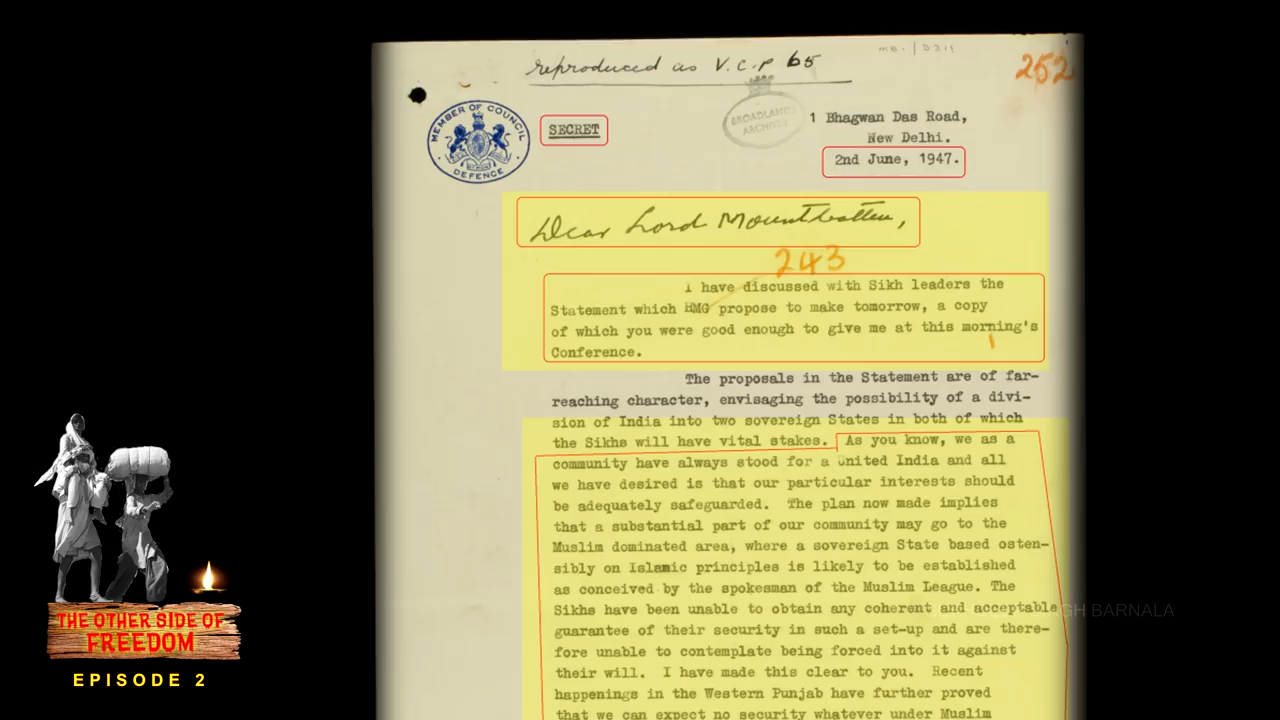 reproduced as V.C.P 65
252
MEMBER OF COUNCIL
DEFENCE
SECRET
BROADLANDS
ARCHIVES
1 Bhagwan Das Road,
New Delhi.
2nd June, 1947.
Dear Lord Mountbatten,
243
I have discussed with Sikh leaders the
Statement which HMG propose to make tomorrow, a copy
of which you were good enough to give me at this morning's
Conference.
The proposals in the Statement are of far-
reaching character, envisaging the possibility of a divi-
sion of India into two sovereign States in both of which
the Sikhs will have vital stakes. As you know, we as a
community have always stood for a United India and all
we have desired is that our particular interests should
be adequately safeguarded. The plan now made implies
that a substantial part of our community may go to the
Muslim dominated area, where a sovereign State based osten-
sibly on Islamic principles is likely to be established
as conceived by the spokesman of the Muslim League. The
Sikhs have been unable to obtain any coherent and acceptable
guarantee of their security in such a set-up and are there-
fore unable to contemplate being forced into it against
their will. I have made this clear to you. Recent
happenings in the Western Punjab have further proved
that we can expect no security whatever under Muslim
GH BARNALA
THE OTHER SIDE OF
FREEDOM
EPISODE 2